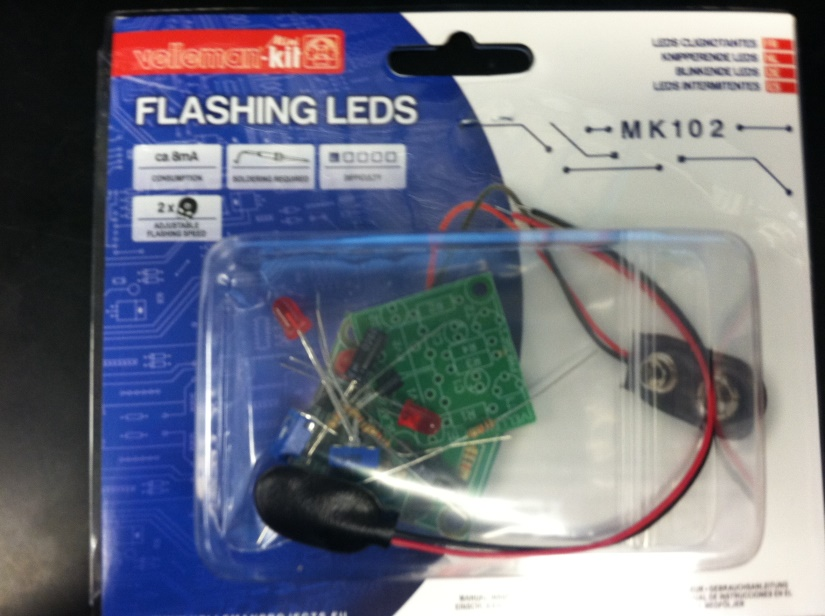 Mini
velleman-kit
FLASHING LEDS
ca. 8mA
CONSUMPTION
SOLDERING REQUIRED
DIFFICULTY
2 x
ADJUSTABLE
FLASHING SPEED
LEDS CLIGNOTANTES FR
KNIPPERENDE LEDS NL
BLINKENDE LEDS DE
LEDS INTERMITENTES ES
MK102